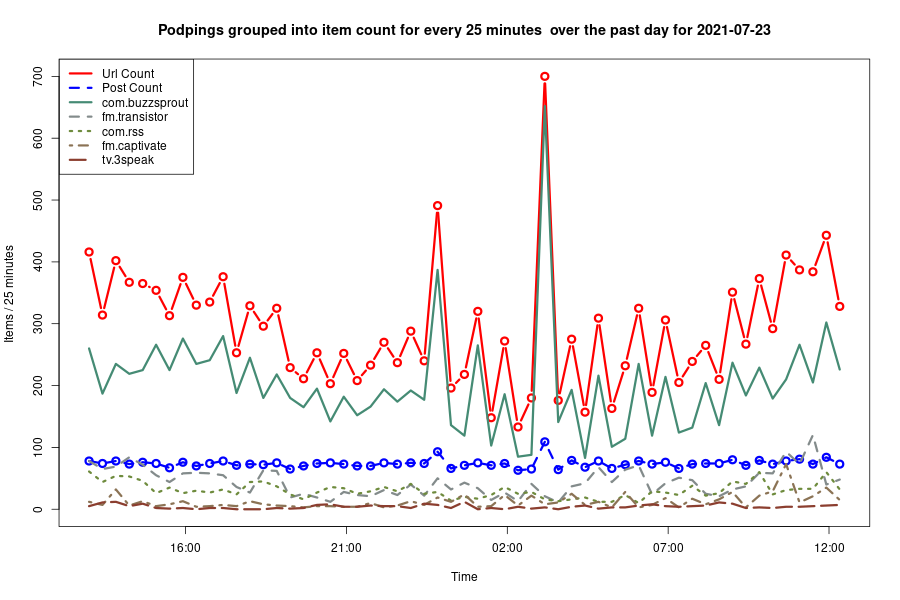 Podpings grouped into item count for every 25 minutes  over the past day for 2021-07-23
Url Count
Post Count
com.buzzsprout
fm.transistor
com.rss
fm.captivate
tv.3speak
Items / 25 minutes
700
600
500
400
300
200
100
0
16:00 21:00 02:00 07:00 12:00
Time